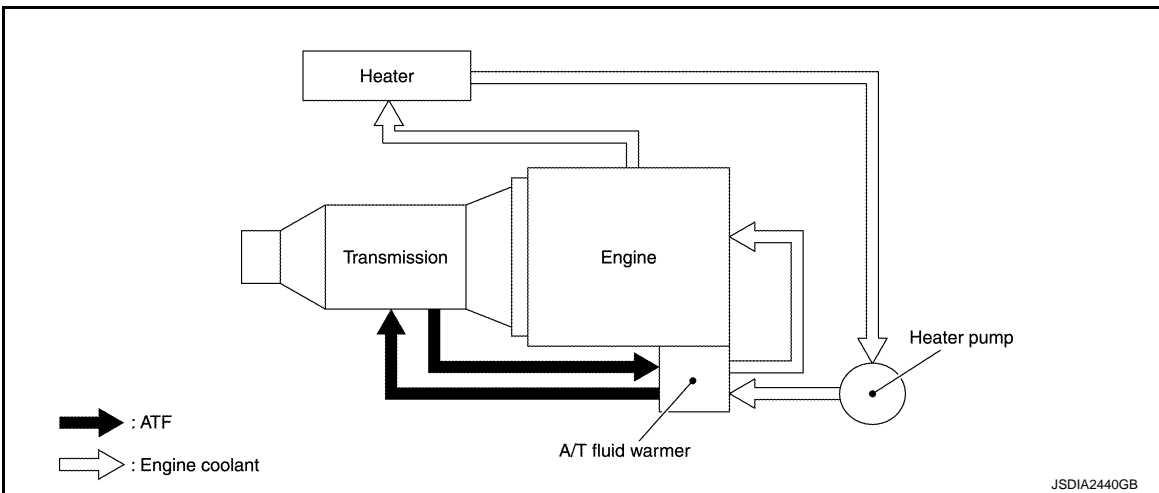 Heater
Transmission
Engine
Heater pump
A/T fluid warmer
: ATF
: Engine coolant
JSDIA2440GB